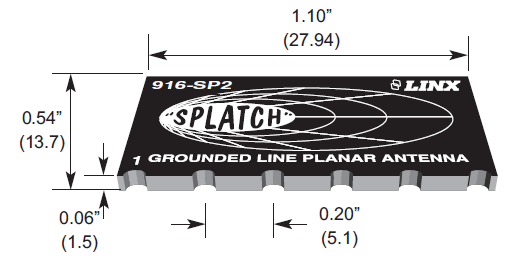 1.10”
(27.94)
916-SP2
LINX
0.54”
(13.7)
SPLATCH
1 GROUNDED LINE PLANAR ANTENNA
0.06”
(1.5)
0.20”
(5.1)